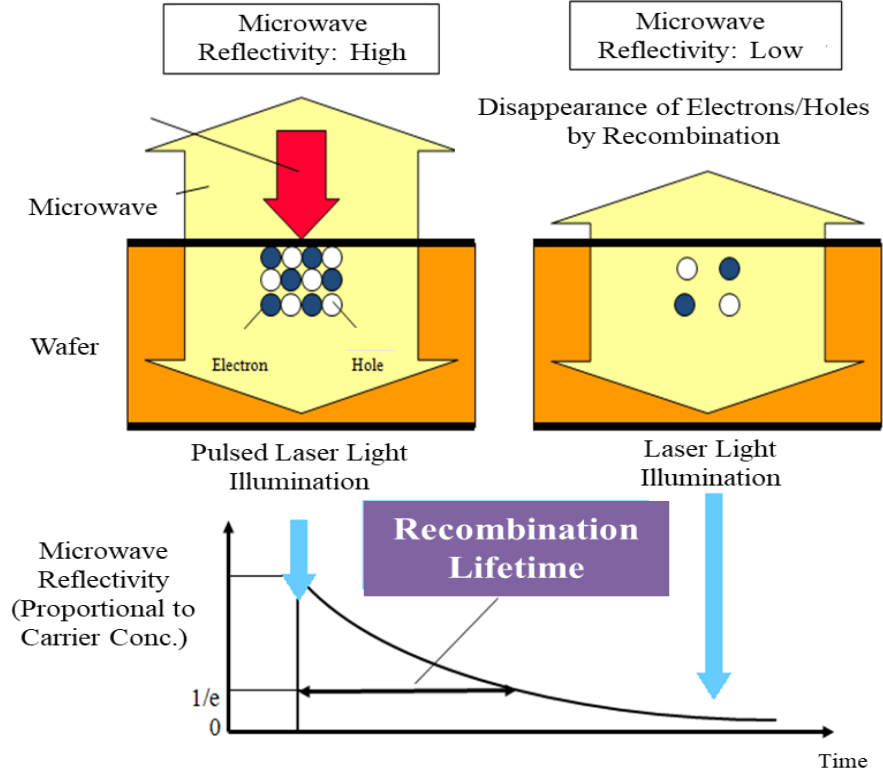 Microwave
Reflectivity: High
Microwave
Reflectivity: Low
Disappearance of Electrons/Holes
by Recombination
Microwave
Wafer
Electron
Hole
Pulsed Laser Light
Illumination
Laser Light
Illumination
Recombination
Lifetime
Microwave
Reflectivity
(Proportional to
Carrier Conc.)
1/e
0
Time